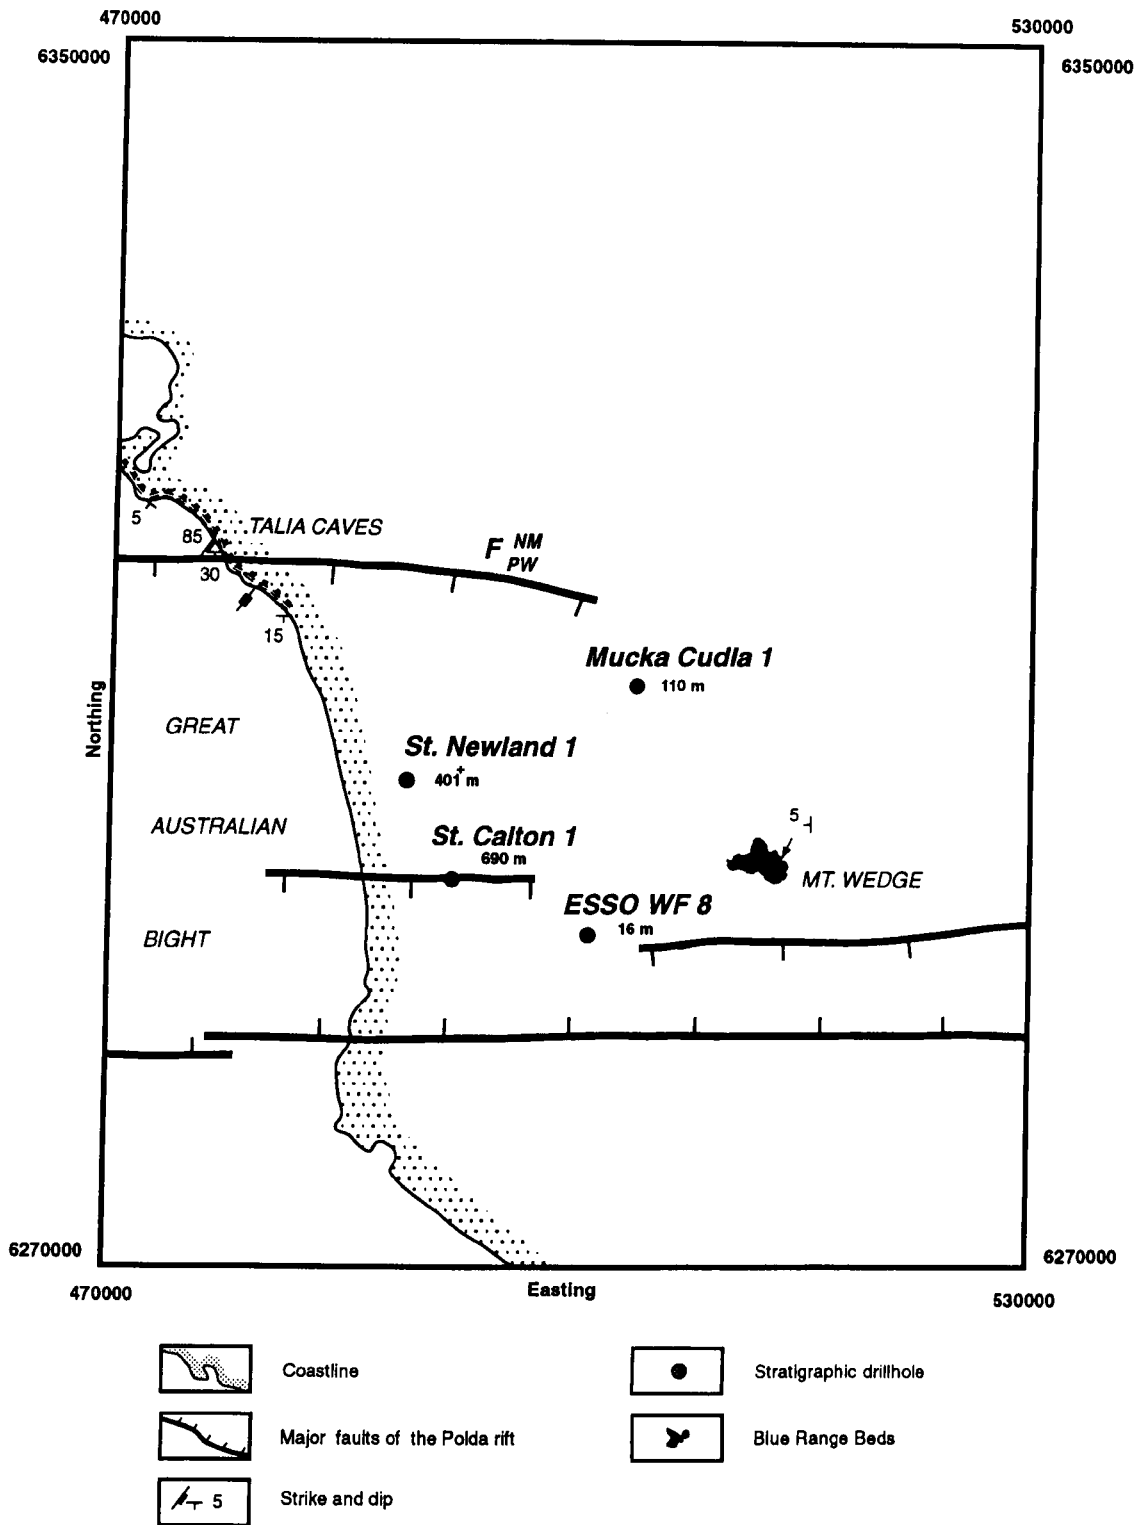 470000
530000
6350000
6350000
5
85
TALIA CAVES
F NM
PW
30
15
Mucka Cudla 1
110 m
Northing
GREAT
St. Newland 1
401 m
+
AUSTRALIAN
5
St. Calton 1
690 m
MT. WEDGE
ESSO WF 8
16 m
BIGHT
6270000
6270000
470000
Easting
530000
Coastline
Stratigraphic drillhole
Major faults of the Polda rift
Blue Range Beds
5
Strike and dip